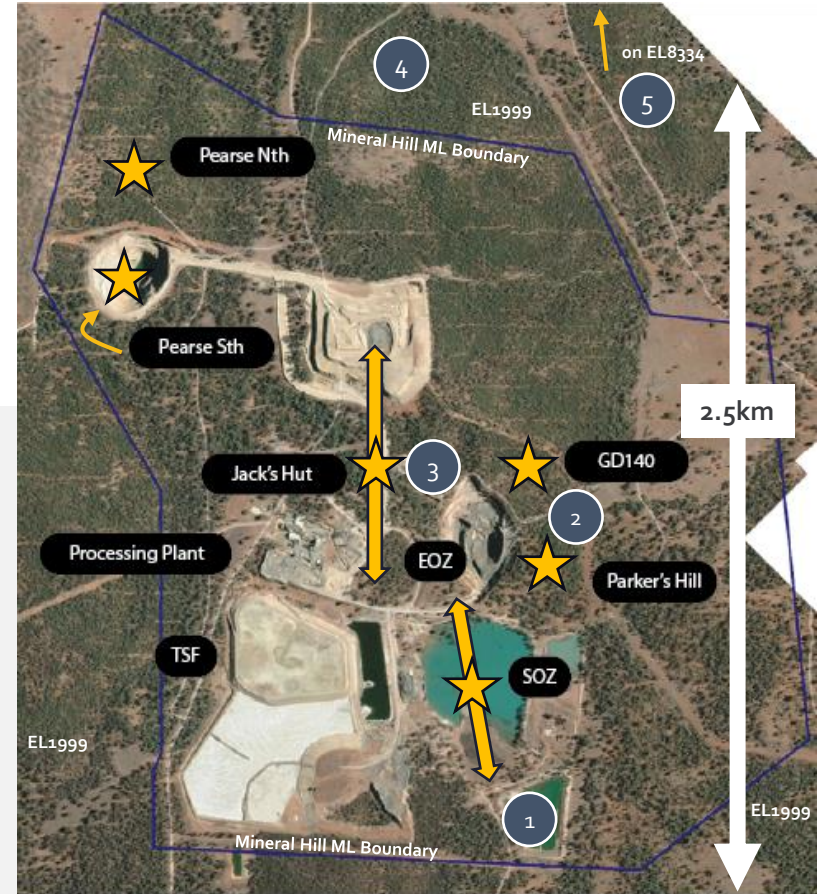 on EL8334
4
5
EL1999
Mineral Hill ML Boundary
Pearse Nth
Pearse Sth
2.5km
Jack's Hut
3
GD140
2
Processing Plant
EOZ
Parker's Hill
TSF
SOZ
EL1999
EL1999
1
Mineral Hill ML Boundary